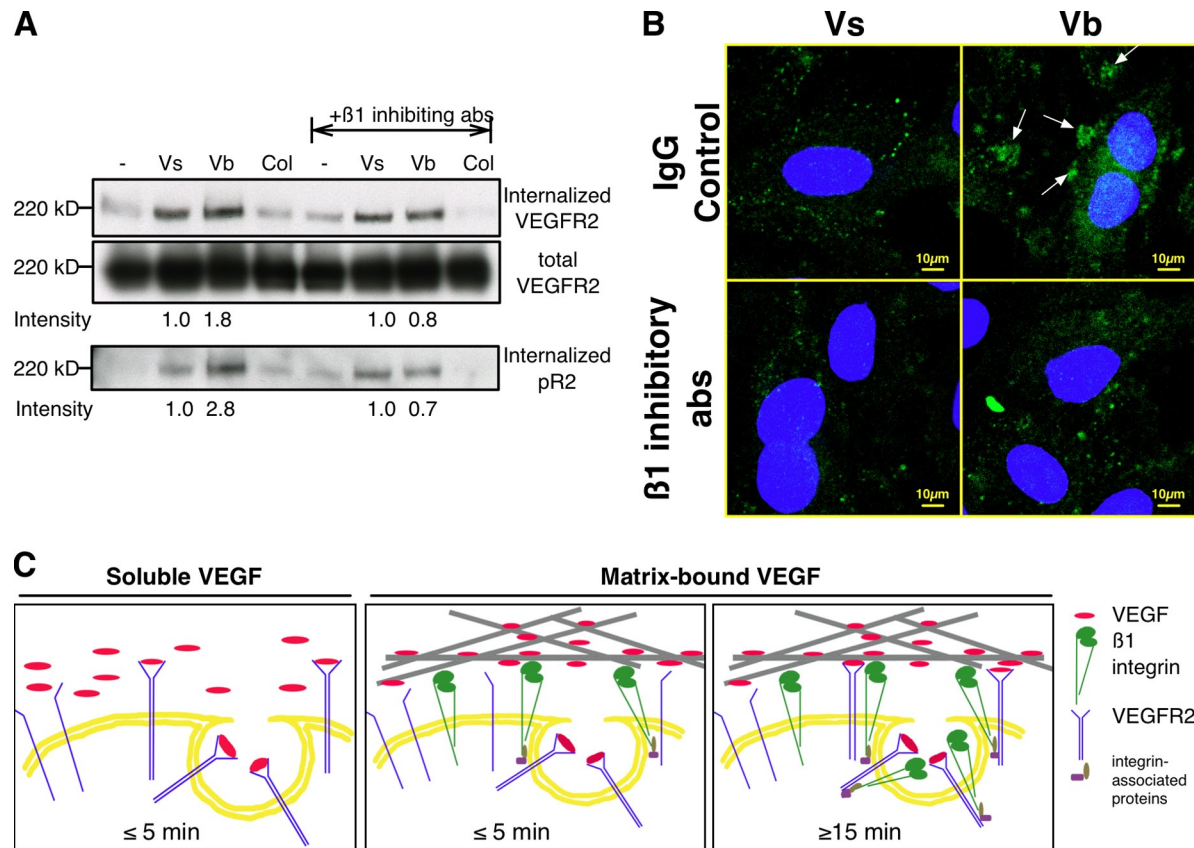 A
+ß1 inhibiting abs
- Vs Vb Col - Vs Vb Col
220 kD
Internalized
VEGFR2
220 kD
total
VEGFR2
Intensity 1.0 1.8 1.0 0.8
220 kD
Internalized
pR2
Intensity 1.0 2.8 1.0 0.7
B
Vs Vb
IgG
Control
10µm
10µm
ß1 inhibitory
abs
10µm
10µm
C
Soluble VEGF
Matrix-bound VEGF
≤ 5 min
≤ 5 min
≥15 min
VEGF
ß1
integrin
VEGFR2
integrin-
associated
proteins